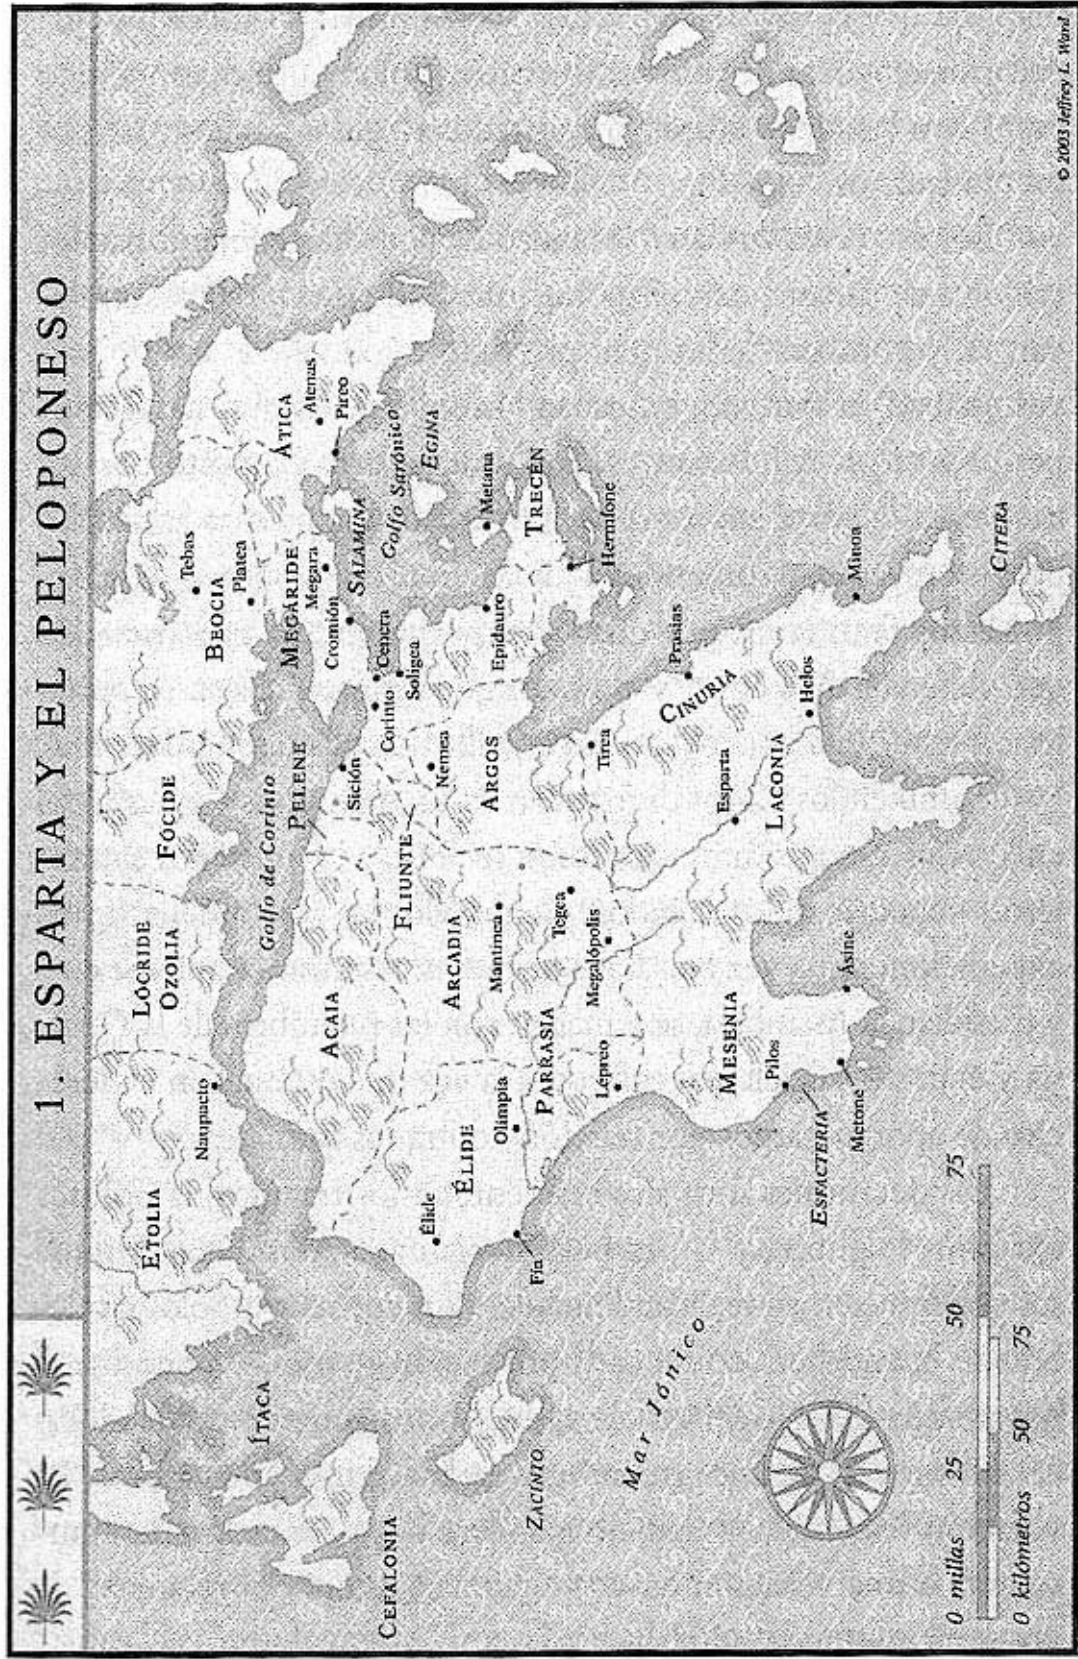 1. ESPARTA Y EL PELOPONESO
ETOLIA
Naupacto
LÓCRIDE
OZOLIA
FÓCIDE
BEOCIA
Tebas
Platea
ÁTICA
Atenas
Pireo
MEGÁRIDE
Megara
Cromión
SALAMINA
Golfo Sarónico
EGINA
Golfo de Corinto
PELENE
Sición
Corinto
Cencra
Soligea
ÍTACA
CEFALONIA
ZACINTO
ACAIA
FLIUNTE
Nemea
ARGOS
Epidauro
Metana
TRECÉN
Hermíone
Élide
ÉLIDE
Olimpia
Fía
ARCADIA
Mantinea
Tegea
PARRASIA
Megalópolis
Lépreo
Tirea
Prasias
CINURIA
Esparta
LACONIA
Helos
Minoa
CITERA
MESENIA
Pilos
Ásine
Metone
ESFACTERIA
Mar Jónico
0 millas 25 50 75
0 kilómetros 50 75
© 2003 Jeffrey L. Ward